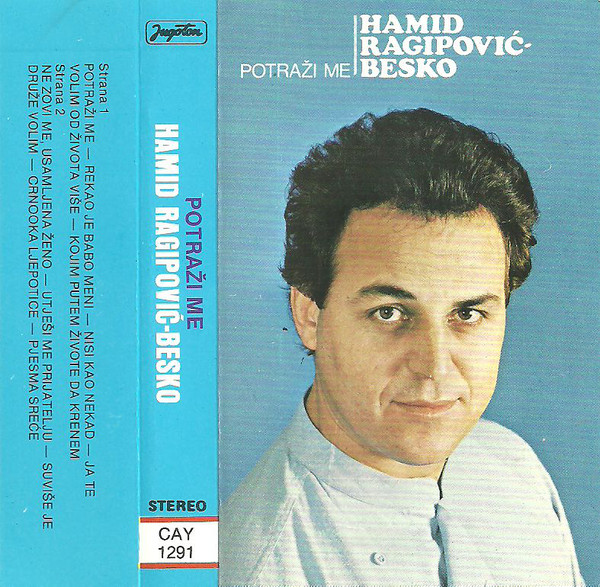 Jugoton
Strana 1
POTRAŽI ME — REKAO JE BABO MENI — NISI KAO NEKAD — JA TE
VOLIM OD ŽIVOTA VIŠE — KOJIM PUTEM ŽIVOTE DA KRENEM
Strana 2
NE ZOVI ME, USAMLJENA ŽENO — UTJEŠI ME PRIJATELJU — SUVIŠE JE
DRUŽE VOLIM — CRNOOKA LJEPOTICE — PJESMA SREĆE
POTRAŽI ME
HAMID RAGIPOVIĆ-BESKO
STEREO
CAY
1291
POTRAŽI ME
HAMID
RAGIPOVIĆ-
BESKO